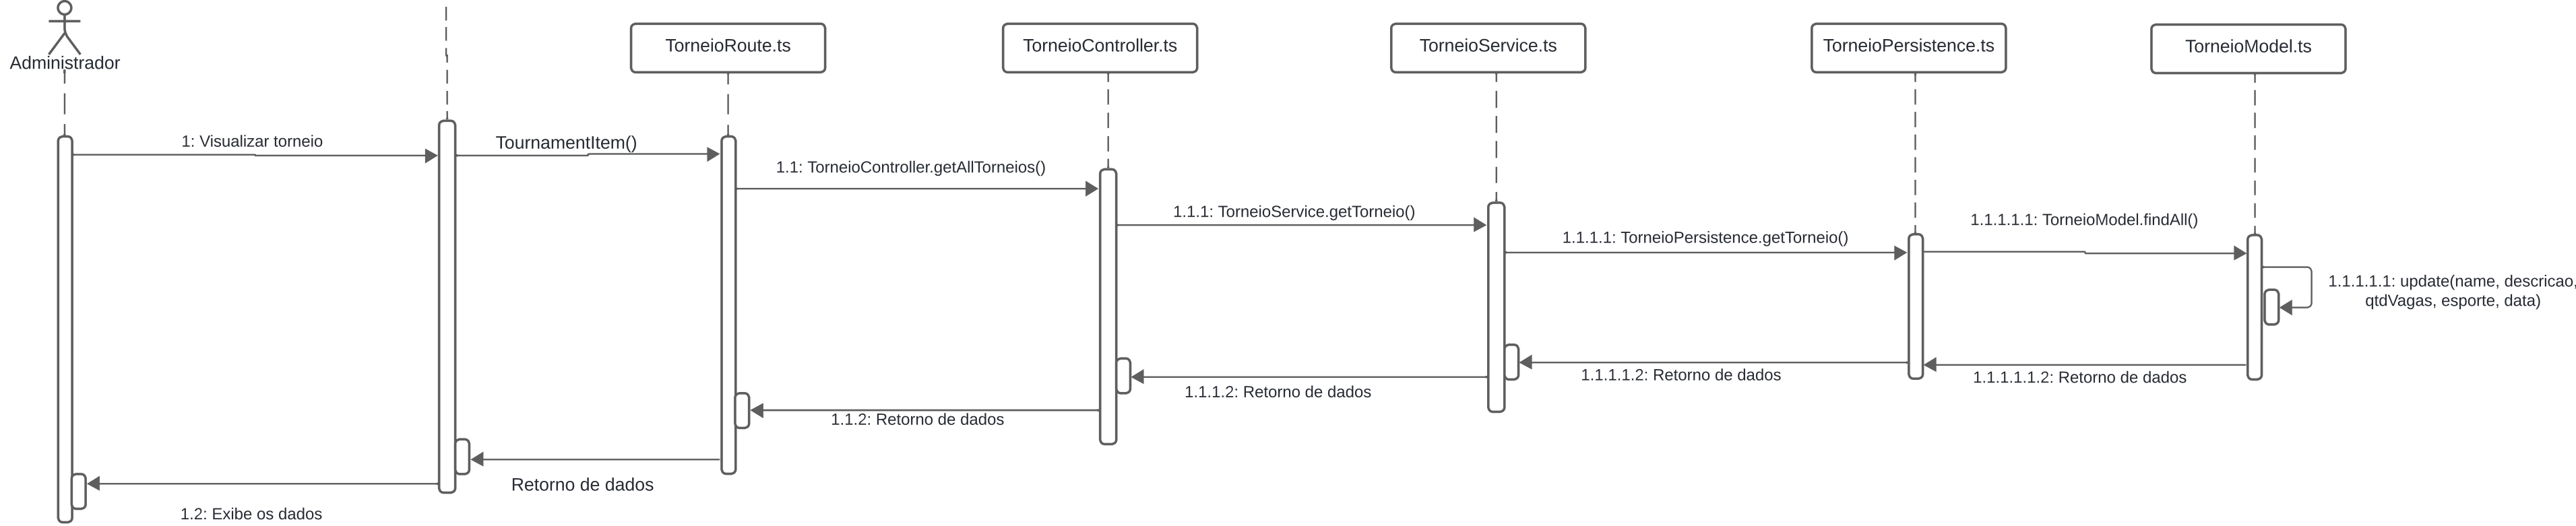 Administrador
TorneioRoute.ts
TorneioController.ts
TorneioService.ts
TorneioPersistence.ts
TorneioModel.ts
1: Visualizar torneio
TournamentItem()
1.1: TorneioController.getAllTorneios()
1.1.1: TorneioService.getTorneio()
1.1.1.1: TorneioPersistence.getTorneio()
1.1.1.1.1: TorneioModel.findAll()
1.1.1.1.1: update(name, descricao,
qtdVagas, esporte, data)
1.1.1.1.1.2: Retorno de dados
1.1.1.1.2: Retorno de dados
1.1.1.2: Retorno de dados
1.1.2: Retorno de dados
Retorno de dados
1.2: Exibe os dados